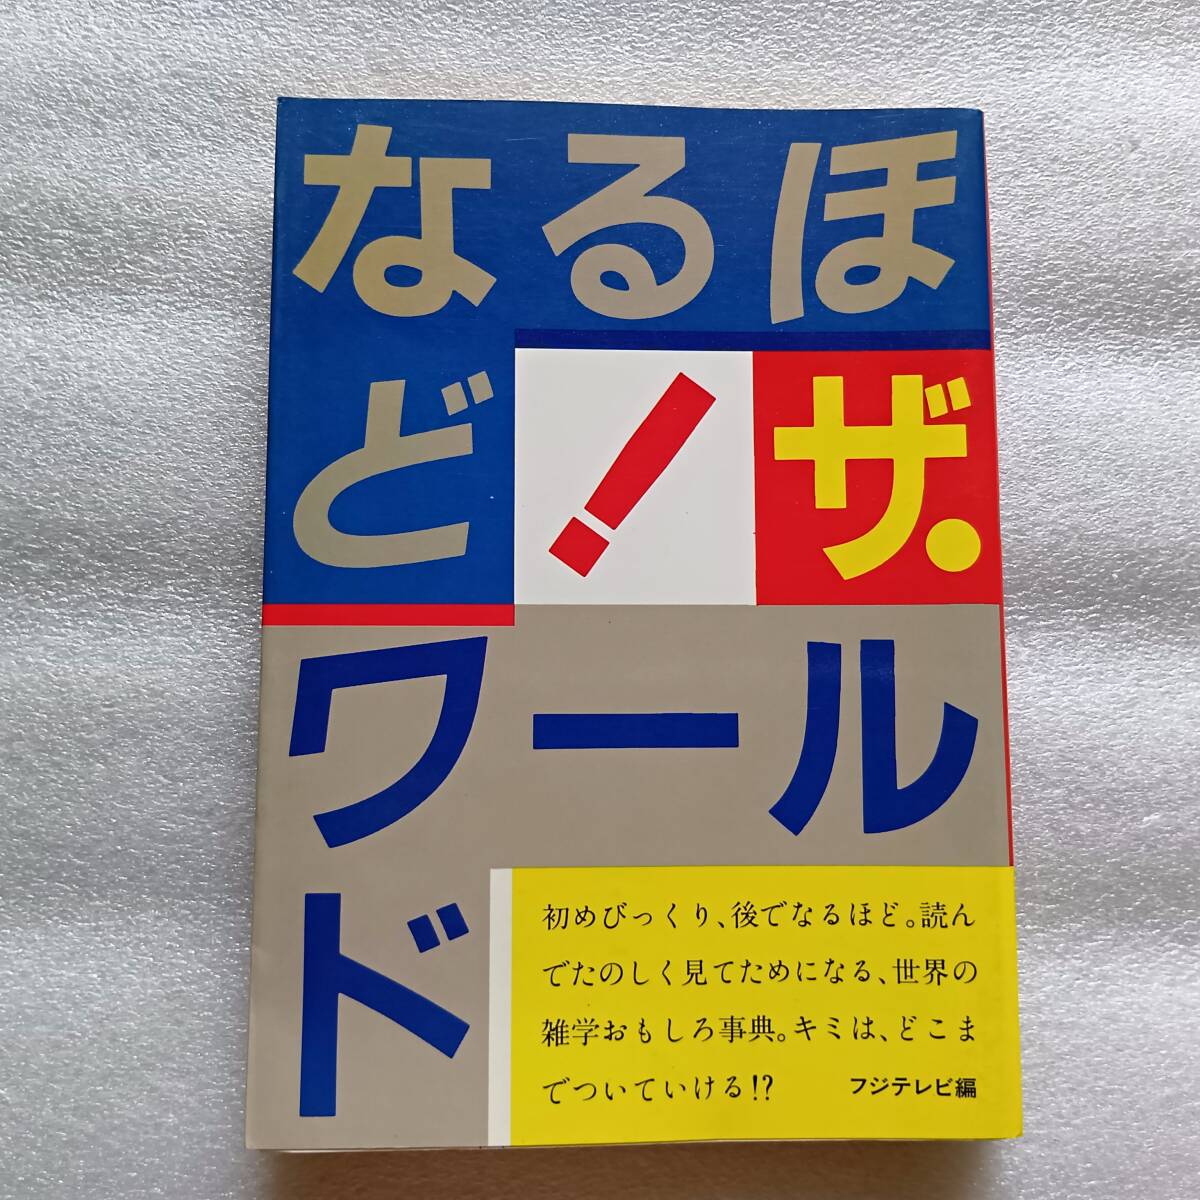 なるほ
ど!ザ・
ワール
ド
初めびっくり、後でなるほど。読ん
でたのしく見てためになる、世界の
雑学おもしろ事典。キミは、どこま
でついていける!?
フジテレビ編